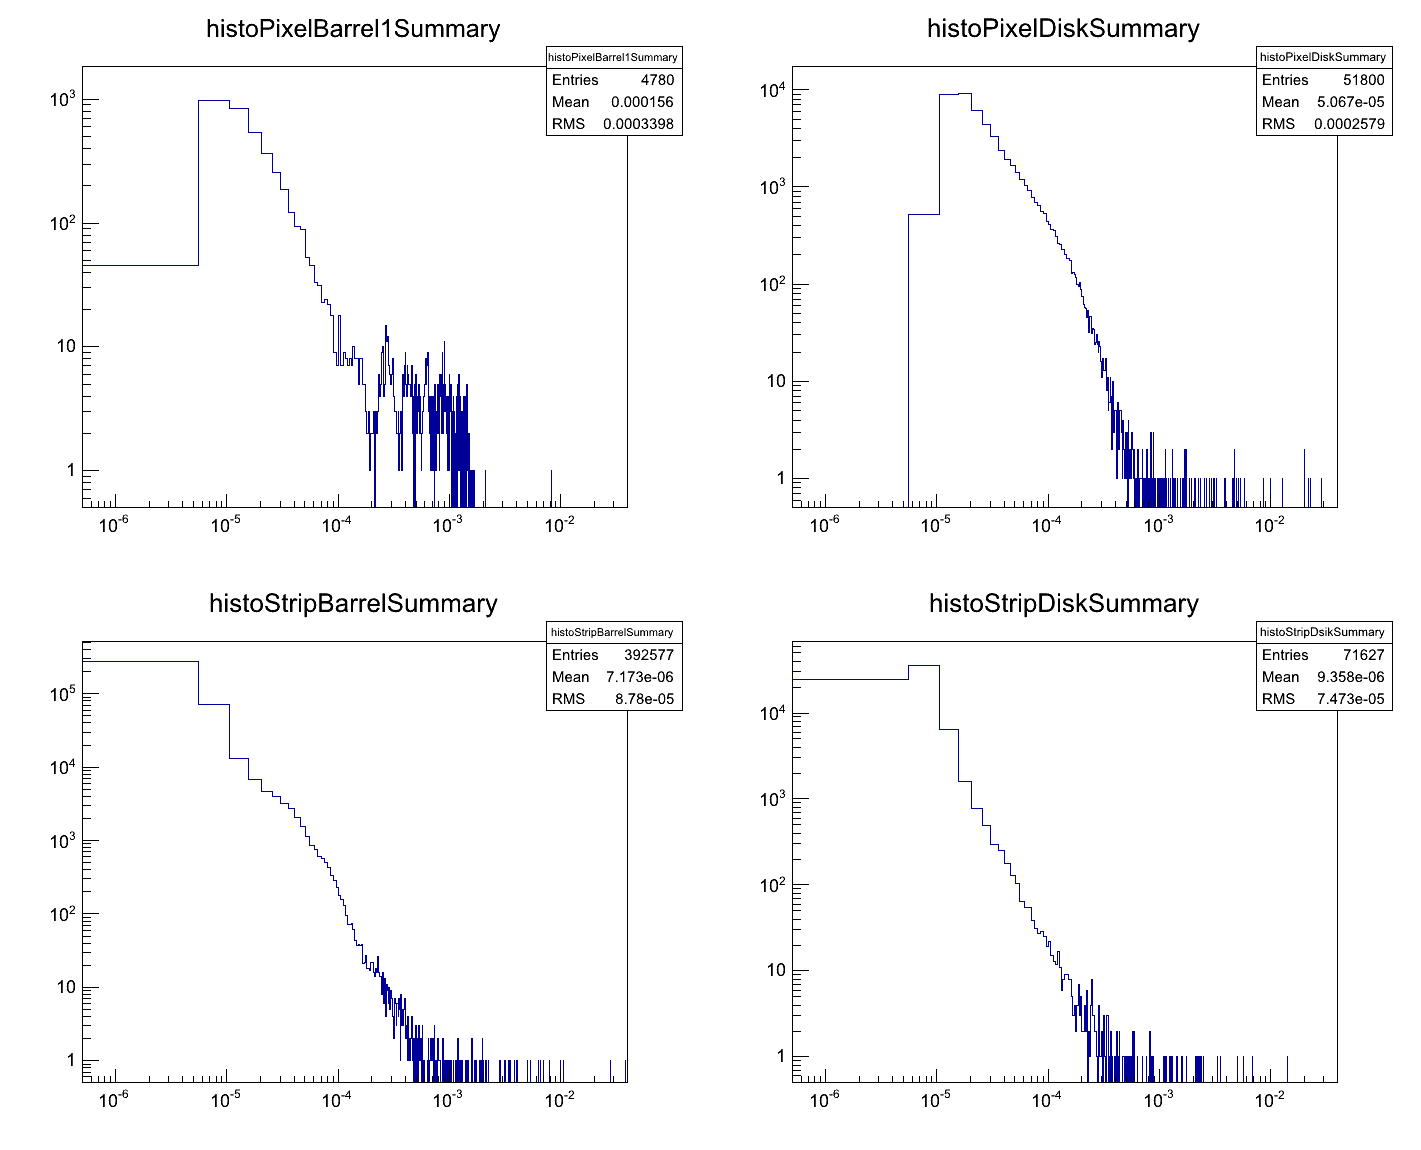 histoPixelBarrel1Summary
histoPixelBarrel1Summary
Entries 4780
Mean 0.000156
RMS 0.0003398
10³
10²
10
1
10⁻⁶ 10⁻⁵ 10⁻⁴ 10⁻³ 10⁻²
histoPixelDiskSummary
histoPixelDiskSummary
Entries 51800
Mean 5.067e-05
RMS 0.0002579
10⁴
10³
10²
10
1
10⁻⁶ 10⁻⁵ 10⁻⁴ 10⁻³ 10⁻²
histoStripBarrelSummary
histoStripBarrelSummary
Entries 392577
Mean 7.173e-06
RMS 8.78e-05
10⁵
10⁴
10³
10²
10
1
10⁻⁶ 10⁻⁵ 10⁻⁴ 10⁻³ 10⁻²
histoStripDiskSummary
histoStripDsikSummary
Entries 71627
Mean 9.358e-06
RMS 7.473e-05
10⁴
10³
10²
10
1
10⁻⁶ 10⁻⁵ 10⁻⁴ 10⁻³ 10⁻²